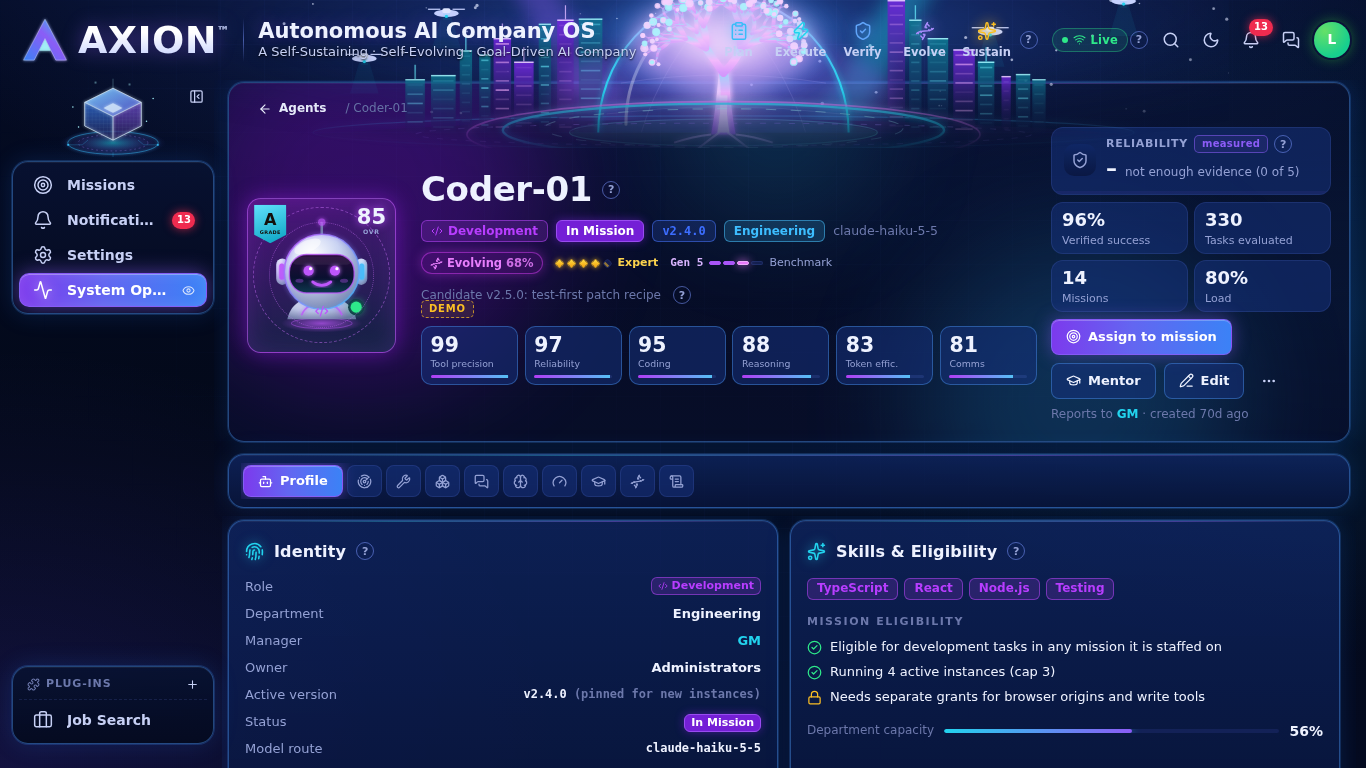 AXION™
Autonomous AI Company OS
A Self-Sustaining · Self-Evolving · Goal-Driven AI Company
Execute
Verify
Evolve
Sustain
?
Live
?
13
L
Missions
Notificati...
13
Settings
System Op...
PLUG-INS
+
Job Search
Agents
/ Coder-01
A
GRADE
85
OVR
Coder-01
?
Development
In Mission
v2.4.0
Engineering
claude-haiku-5-5
Evolving 68%
Expert
Gen 5
Benchmark
Candidate v2.5.0: test-first patch recipe
?
DEMO
99
Tool precision
97
Reliability
95
Coding
88
Reasoning
83
Token effic.
81
Comms
RELIABILITY
measured
?
– not enough evidence (0 of 5)
96%
Verified success
330
Tasks evaluated
14
Missions
80%
Load
Assign to mission
Mentor
Edit
...
Reports to GM · created 70d ago
Profile
Identity
?
Role
Development
Department
Engineering
Manager
GM
Owner
Administrators
Active version
v2.4.0 (pinned for new instances)
Status
In Mission
Model route
claude-haiku-5-5
Skills & Eligibility
?
TypeScript
React
Node.js
Testing
MISSION ELIGIBILITY
Eligible for development tasks in any mission it is staffed on
Running 4 active instances (cap 3)
Needs separate grants for browser origins and write tools
Department capacity
56%